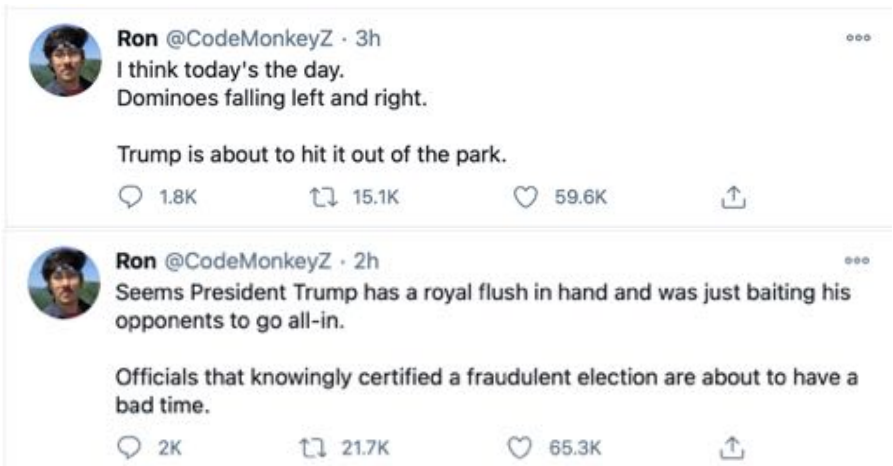 Ron @CodeMonkeyZ · 3h
I think today's the day.
Dominoes falling left and right.
Trump is about to hit it out of the park.
1.8K 15.1K 59.6K
Ron @CodeMonkeyZ · 2h
Seems President Trump has a royal flush in hand and was just baiting his
opponents to go all-in.
Officials that knowingly certified a fraudulent election are about to have a
bad time.
2K 21.7K 65.3K